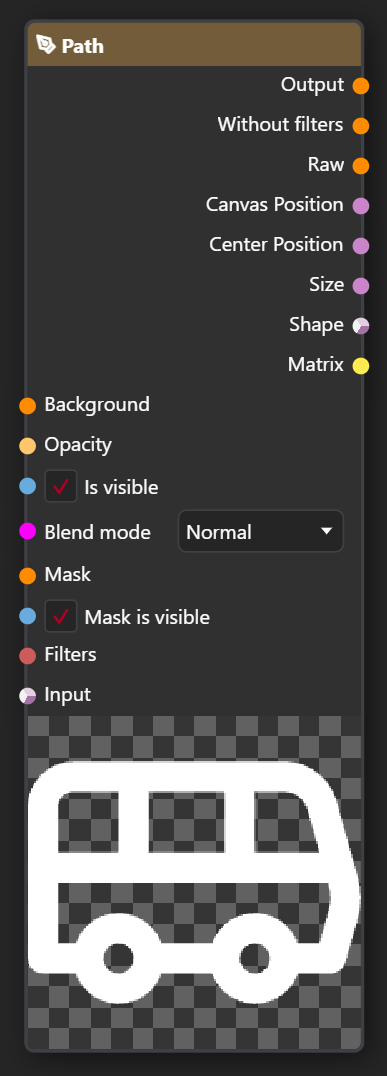 Path
Output
Without filters
Raw
Canvas Position
Center Position
Size
Shape
Matrix
Background
Opacity
Is visible
Blend mode Normal
Mask
Mask is visible
Filters
Input